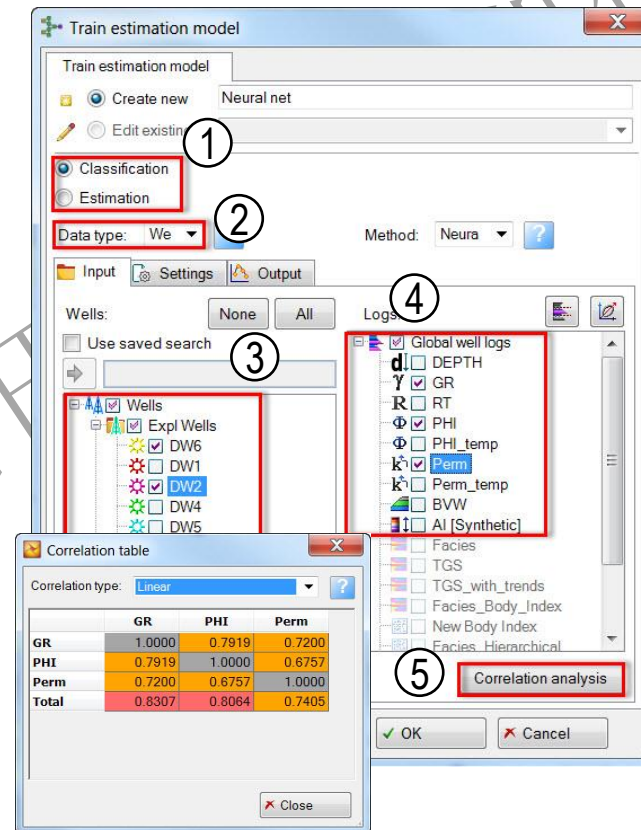 Train estimation model
X
Train estimation model
Create new Neural net
Edit existing
1
Classification
Estimation
2
Data type: We Method: Neura ?
Input Settings Output
4
Wells: None All Logs:
Use saved search
3
Global well logs
DEPTH
GR
RT
PHI
PHI_temp
Perm
Perm_temp
BVW
AI [Synthetic]
Facies
TGS
TGS_with_trends
Facies_Body_Index
New Body Index
Facies_Hierarchical
Wells
Expl Wells
DW6
DW1
DW2
DW4
DW5
5
Correlation analysis
OK Cancel
Correlation table
X
Correlation type: Linear ?
GR PHI Perm
GR 1.0000 0.7919 0.7200
PHI 0.7919 1.0000 0.6757
Perm 0.7200 0.6757 1.0000
Total 0.8307 0.8064 0.7405
Close